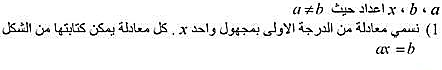 a ، b ، x اعداد حيث a ≠ b
1) نسمي معادلة من الدرجة الاولى بمجهول واحد x . كل معادلة يمكن كتابتها من الشكل
ax = b